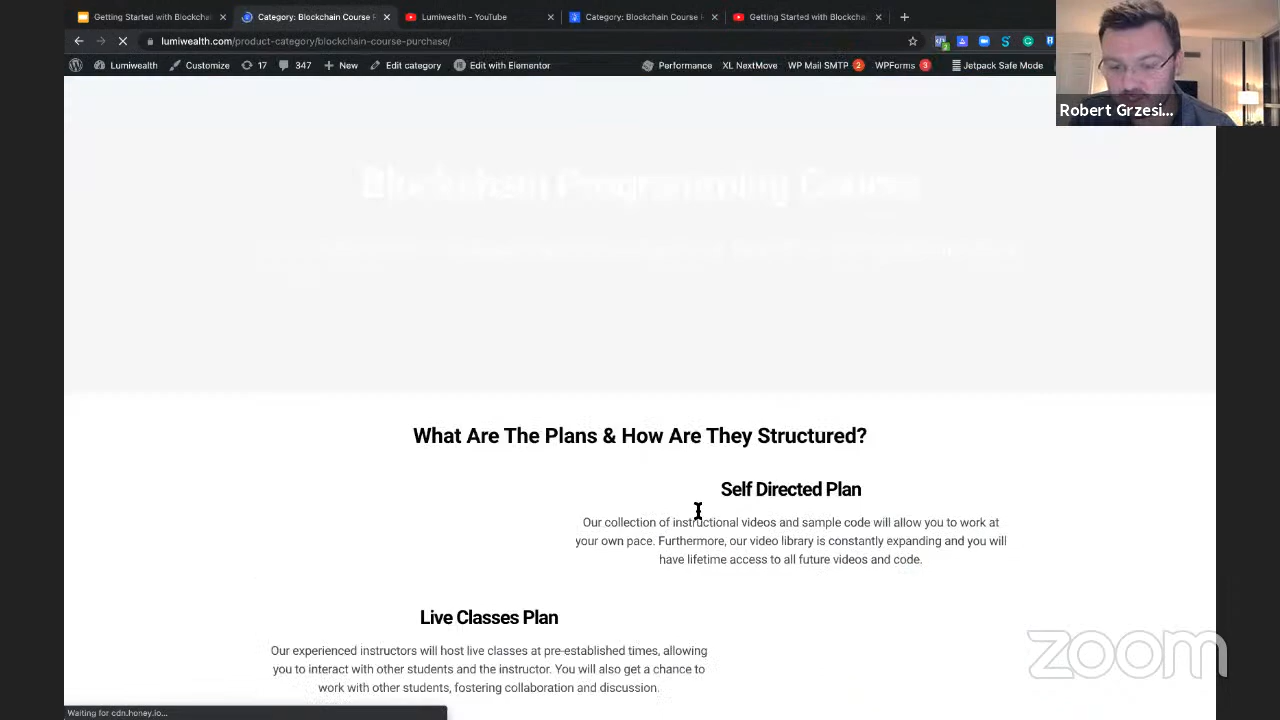 Getting Started with Blockcha
Category: Blockchain Course P
Lumiwealth - YouTube
Category: Blockchain Course P
Getting Started with Blockcha
lumiwealth.com/product-category/blockchain-course-purchase/
Lumiwealth
Customize
17
347
New
Edit category
Edit with Elementor
Performance
XL NextMove
WP Mail SMTP 2
WPForms 3
Jetpack Safe Mode
Robert Grzesi...
Blockchain Programming Course
What Are The Plans & How Are They Structured?
Self Directed Plan
Our collection of instructional videos and sample code will allow you to work at
your own pace. Furthermore, our video library is constantly expanding and you will
have lifetime access to all future videos and code.
Live Classes Plan
Our experienced instructors will host live classes at pre-established times, allowing
you to interact with other students and the instructor. You will also get a chance to
work with other students, fostering collaboration and discussion.
zoom
Waiting for cdn.honey.io...